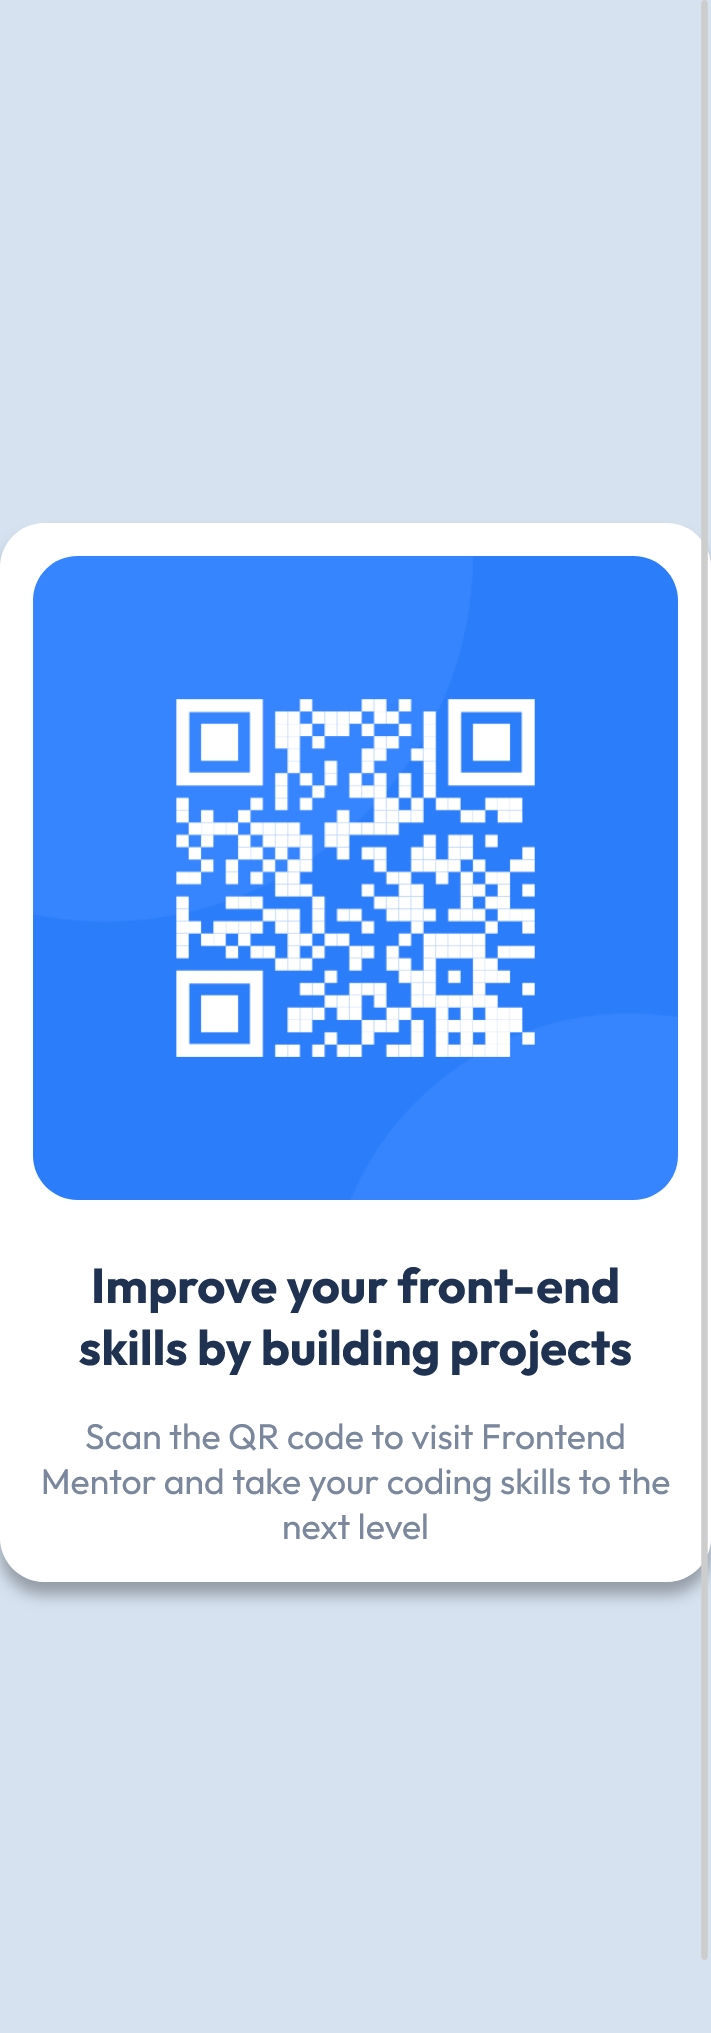 Improve your front-end
skills by building projects
Scan the QR code to visit Frontend
Mentor and take your coding skills to the
next level